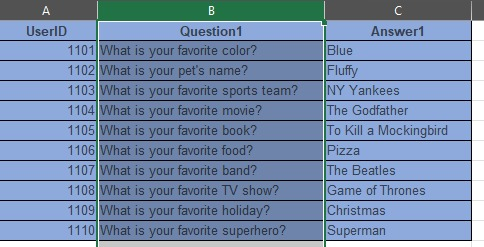 A B C
UserID Question1 Answer1
1101 What is your favorite color? Blue
1102 What is your pet's name? Fluffy
1103 What is your favorite sports team? NY Yankees
1104 What is your favorite movie? The Godfather
1105 What is your favorite book? To Kill a Mockingbird
1106 What is your favorite food? Pizza
1107 What is your favorite band? The Beatles
1108 What is your favorite TV show? Game of Thrones
1109 What is your favorite holiday? Christmas
1110 What is your favorite superhero? Superman